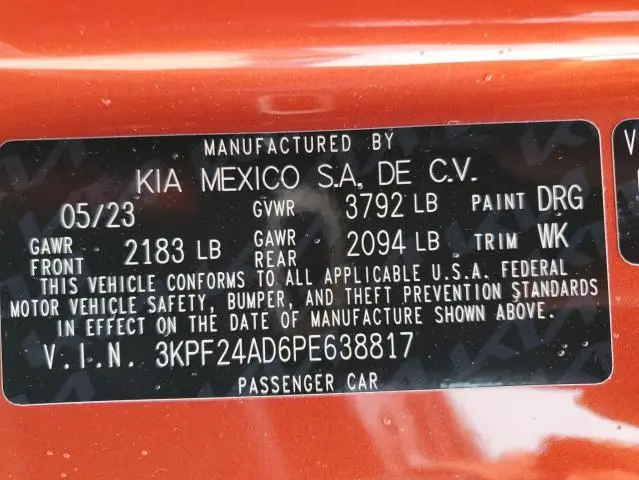 MANUFACTURED BY
KIA MEXICO S.A. DE C.V.
05/23 GVWR 3792 LB PAINT DRG
GAWR FRONT 2183 LB GAWR REAR 2094 LB TRIM WK
THIS VEHICLE CONFORMS TO ALL APPLICABLE U.S.A. FEDERAL
MOTOR VEHICLE SAFETY, BUMPER, AND THEFT PREVENTION STANDARDS
IN EFFECT ON THE DATE OF MANUFACTURE SHOWN ABOVE.
V.I.N. 3KPF24AD6PE638817
PASSENGER CAR